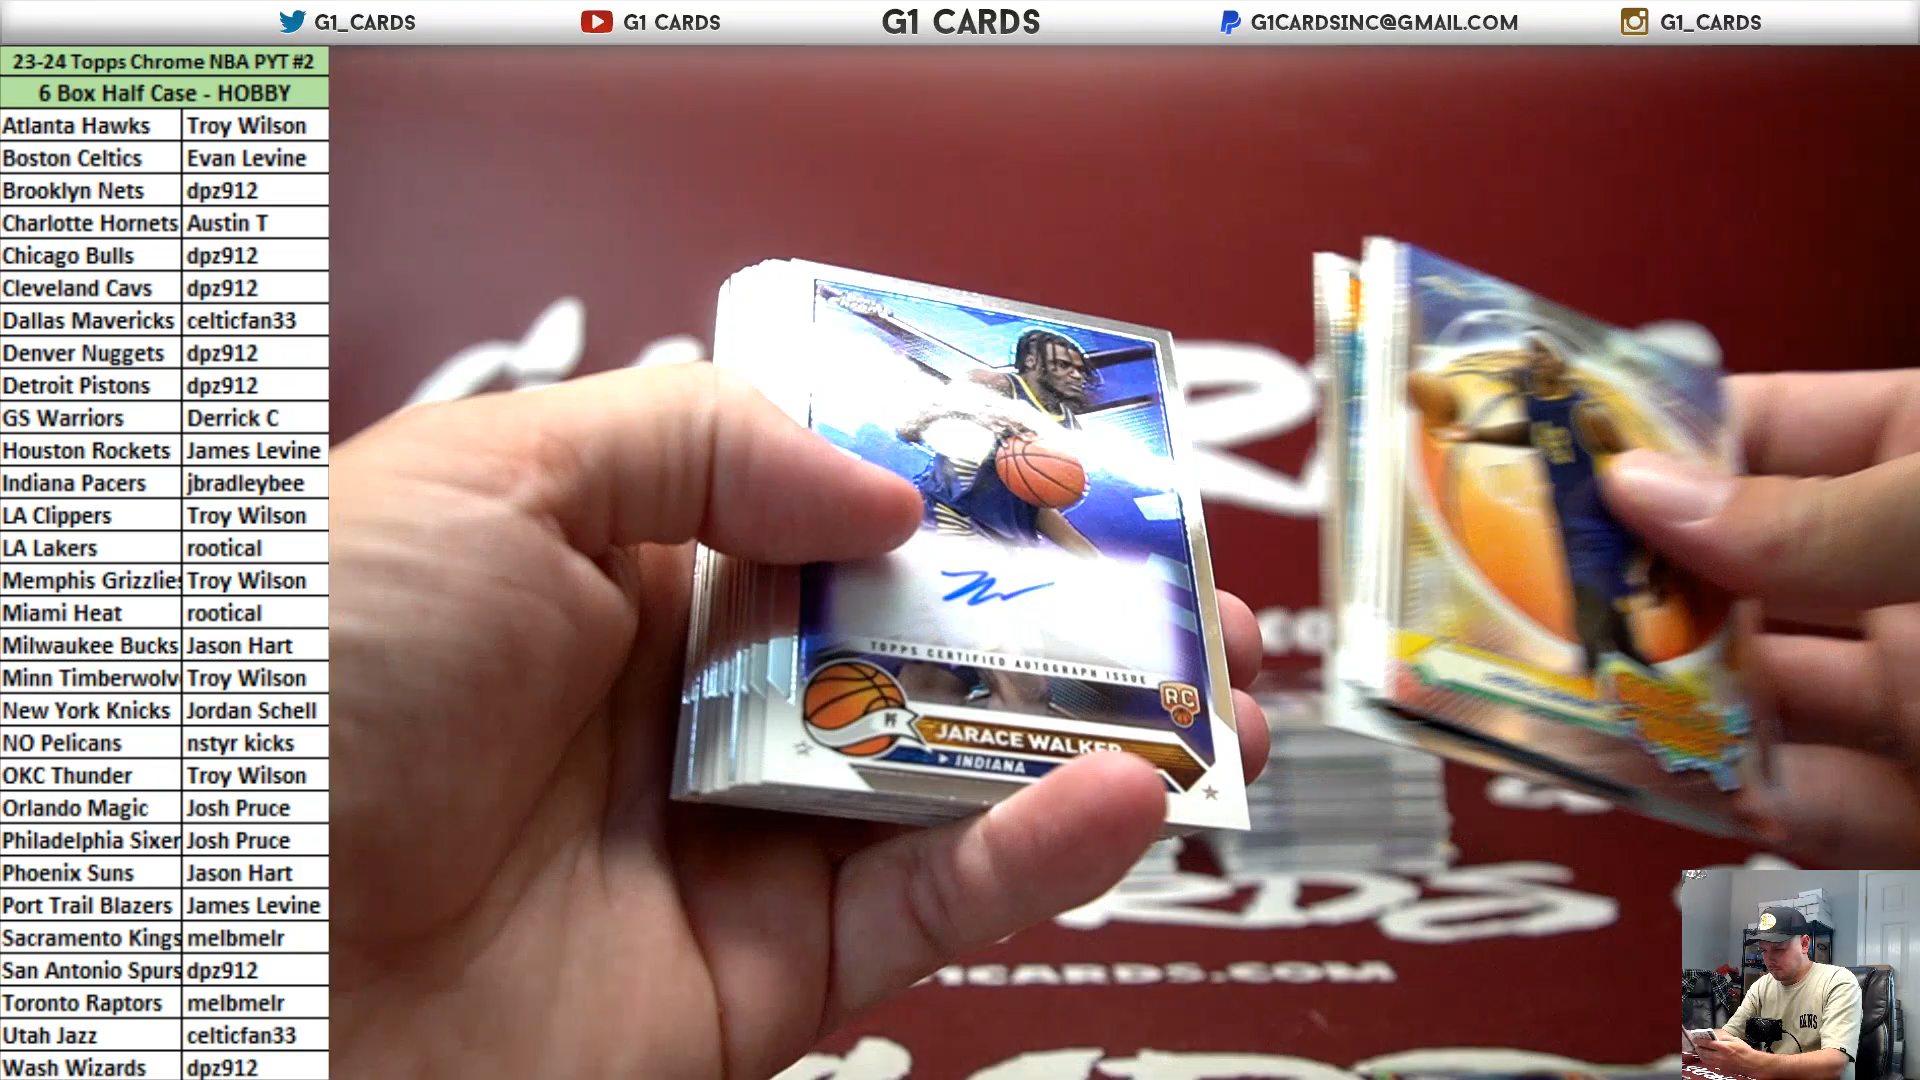 G1_CARDS
G1 CARDS
G1 CARDS
G1CARDSINC@GMAIL.COM
G1_CARDS
23-24 Topps Chrome NBA PYT #2
6 Box Half Case - HOBBY
Atlanta Hawks Troy Wilson
Boston Celtics Evan Levine
Brooklyn Nets dpz912
Charlotte Hornets Austin T
Chicago Bulls dpz912
Cleveland Cavs dpz912
Dallas Mavericks celticfan33
Denver Nuggets dpz912
Detroit Pistons dpz912
GS Warriors Derrick C
Houston Rockets James Levine
Indiana Pacers jbradleybee
LA Clippers Troy Wilson
LA Lakers rootical
Memphis Grizzlies Troy Wilson
Miami Heat rootical
Milwaukee Bucks Jason Hart
Minn Timberwolv Troy Wilson
New York Knicks Jordan Schell
NO Pelicans nstyr kicks
OKC Thunder Troy Wilson
Orlando Magic Josh Pruce
Philadelphia Sixer Josh Pruce
Phoenix Suns Jason Hart
Port Trail Blazers James Levine
Sacramento Kings melbmelr
San Antonio Spurs dpz912
Toronto Raptors melbmelr
Utah Jazz celticfan33
Wash Wizards dpz912
TOPPS CERTIFIED AUTOGRAPH ISSUE
RC
PF
JARACE WALKER
INDIANA